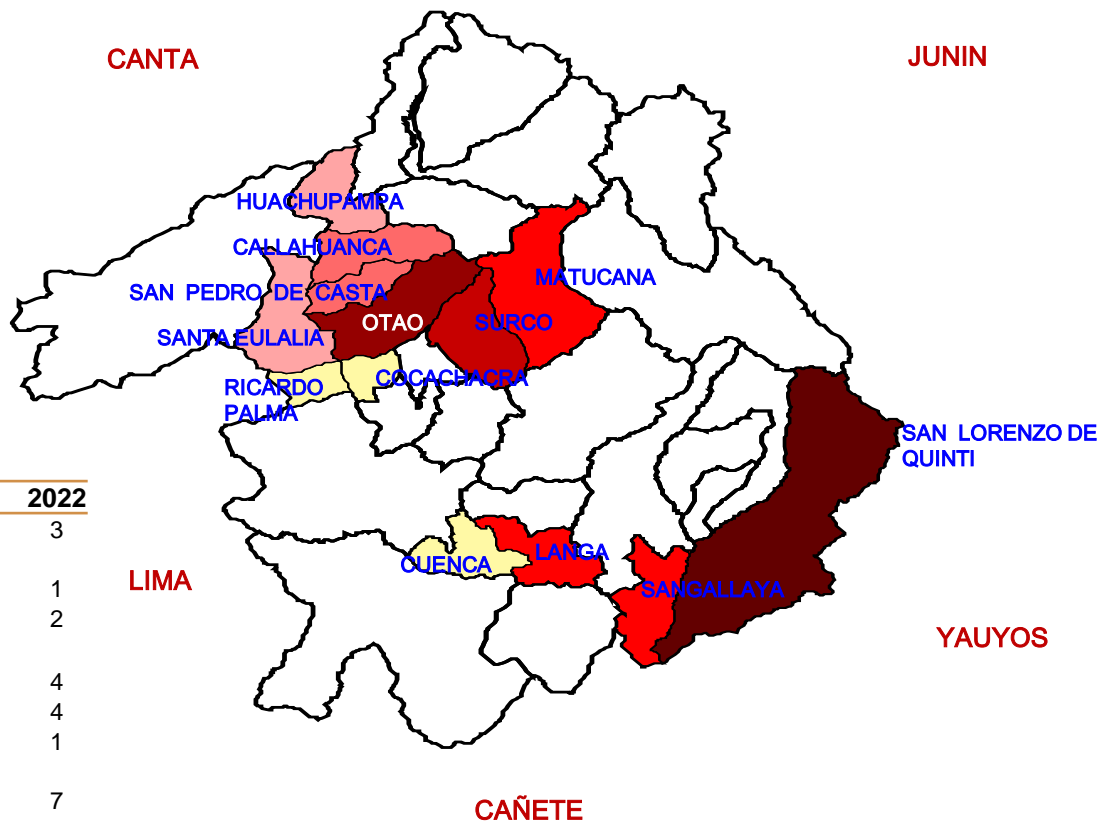 CANTA
JUNIN
HUACHUPAMPA
CALLAHUANCA
MATUCANA
SAN PEDRO DE CASTA
OTAO
SURCO
SANTA EULALIA
COCACHACRA
RICARDO
PALMA
SAN LORENZO DE
QUINTI
2022
3
CUENCA
LANGA
LIMA
1
SANGALLAYA
2
YAUYOS
4
4
1
7
CAÑETE